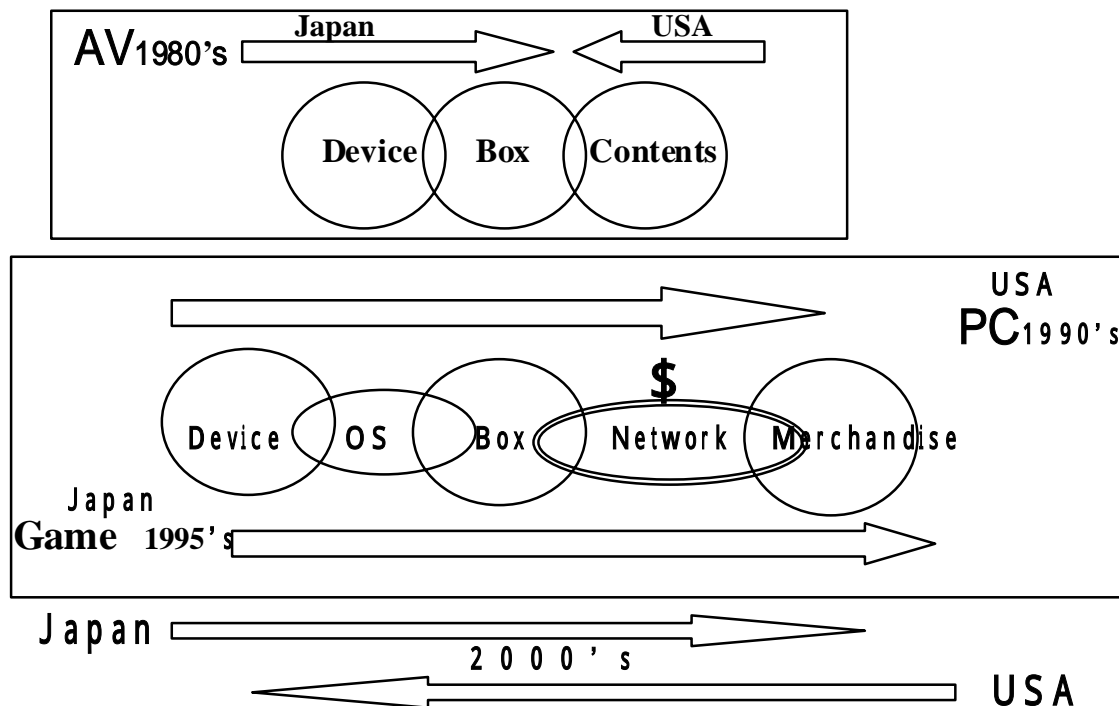 AV1980's
Japan
USA
Device
Box
Contents
USA
PC1990's
$
Device
OS
Box
Network
Merchandise
Japan
Game 1995's
Japan
2000's
USA